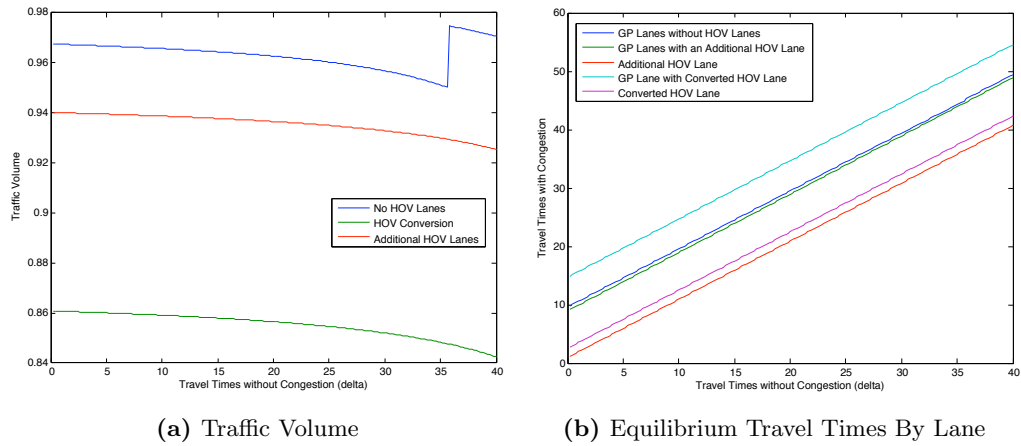 0.98
0.96
0.94
0.92
0.9
0.88
0.86
0.84
Traffic Volume
No HOV Lanes
HOV Conversion
Additional HOV Lanes
0 5 10 15 20 25 30 35 40
Travel Times without Congestion (delta)
(a) Traffic Volume
60
50
40
30
20
10
0
Travel Times with Congestion
GP Lanes without HOV Lanes
GP Lanes with an Additional HOV Lane
Additional HOV Lane
GP Lane with Converted HOV Lane
Converted HOV Lane
0 5 10 15 20 25 30 35 40
Travel Times without Congestion (delta)
(b) Equilibrium Travel Times By Lane